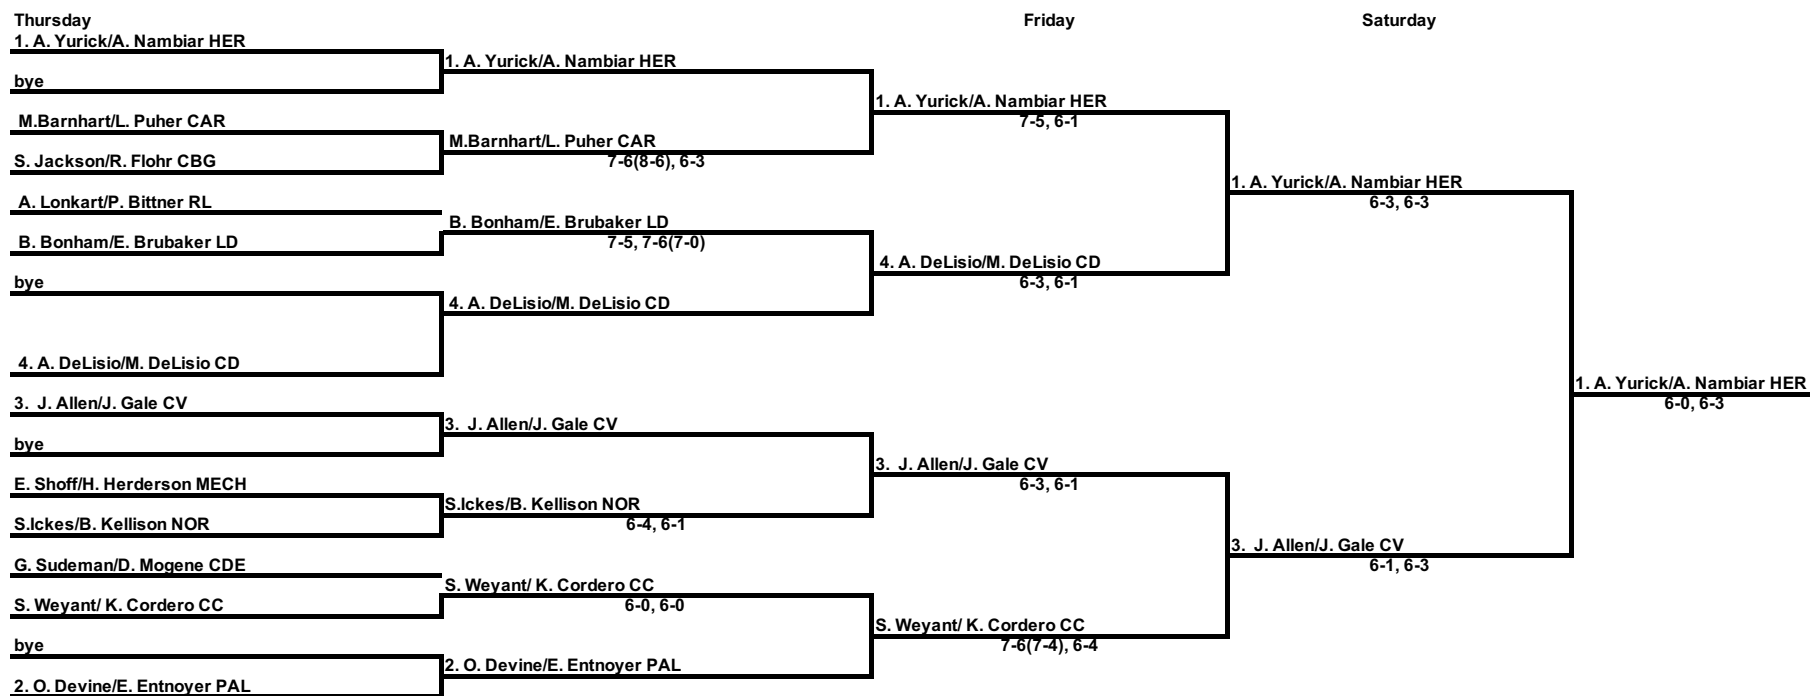 Thursday
Friday
Saturday
1. A. Yurick/A. Nambiar HER
1. A. Yurick/A. Nambiar HER
bye
1. A. Yurick/A. Nambiar HER
7-5, 6-1
M.Barnhart/L. Puher CAR
M.Barnhart/L. Puher CAR
7-6(8-6), 6-3
S. Jackson/R. Flohr CBG
1. A. Yurick/A. Nambiar HER
6-3, 6-3
A. Lonkart/P. Bittner RL
B. Bonham/E. Brubaker LD
7-5, 7-6(7-0)
B. Bonham/E. Brubaker LD
4. A. DeLisio/M. DeLisio CD
6-3, 6-1
bye
4. A. DeLisio/M. DeLisio CD
4. A. DeLisio/M. DeLisio CD
1. A. Yurick/A. Nambiar HER
6-0, 6-3
3. J. Allen/J. Gale CV
3. J. Allen/J. Gale CV
bye
3. J. Allen/J. Gale CV
6-3, 6-1
E. Shoff/H. Herderson MECH
S.Ickes/B. Kellison NOR
6-4, 6-1
S.Ickes/B. Kellison NOR
3. J. Allen/J. Gale CV
6-1, 6-3
G. Sudeman/D. Mogene CDE
S. Weyant/ K. Cordero CC
6-0, 6-0
S. Weyant/ K. Cordero CC
S. Weyant/ K. Cordero CC
7-6(7-4), 6-4
bye
2. O. Devine/E. Entnoyer PAL
2. O. Devine/E. Entnoyer PAL